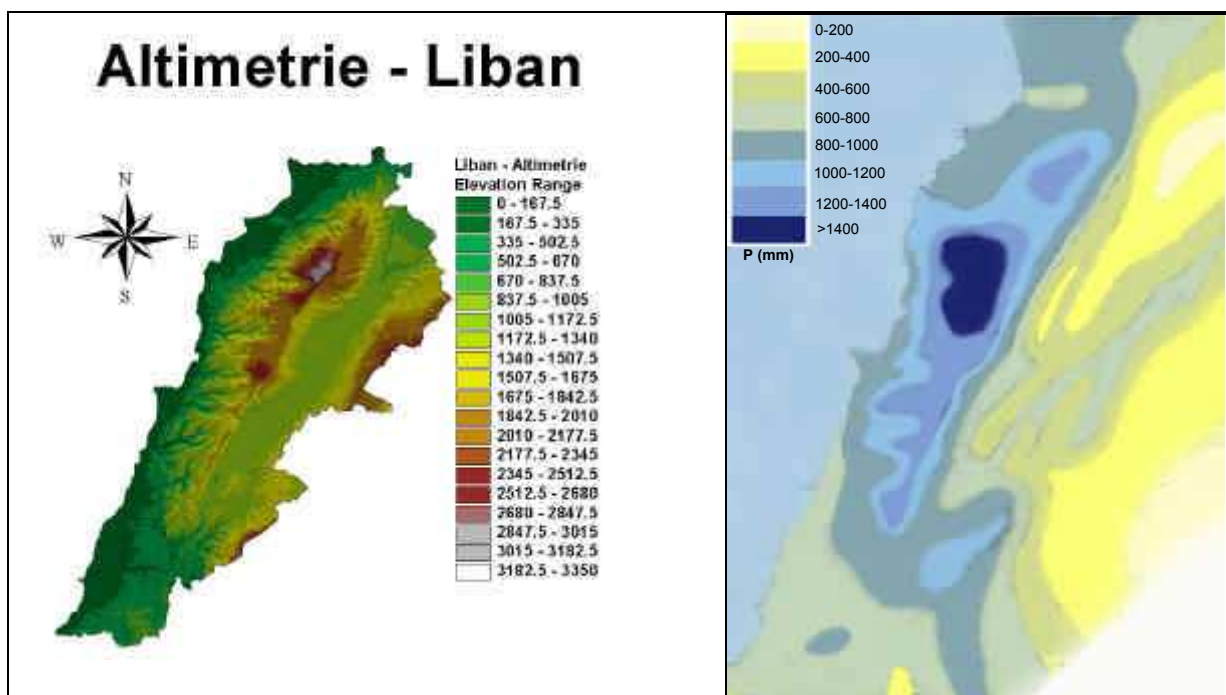 Altimetrie - Liban
N
W
E
S
Liban - Altimetrie
Elevation Range
0 - 167.5
167.5 - 335
335 - 502.5
502.5 - 670
670 - 837.5
837.5 - 1005
1005 - 1172.5
1172.5 - 1340
1340 - 1507.5
1507.5 - 1675
1675 - 1842.5
1842.5 - 2010
2010 - 2177.5
2177.5 - 2345
2345 - 2512.5
2512.5 - 2680
2680 - 2847.5
2847.5 - 3015
3015 - 3182.5
3182.5 - 3350
0-200
200-400
400-600
600-800
800-1000
1000-1200
1200-1400
>1400
P (mm)